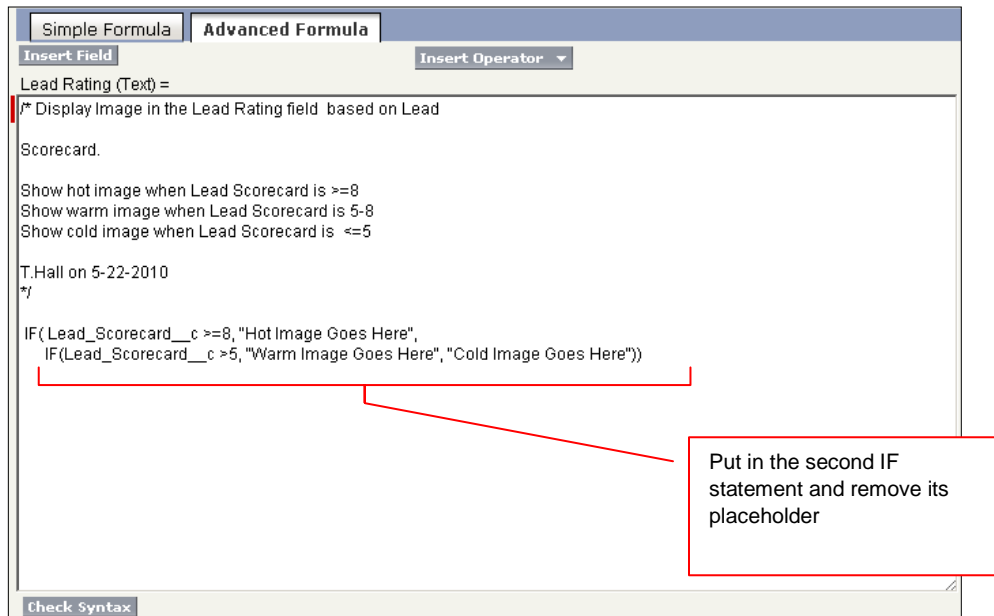 Simple Formula
Advanced Formula
Insert Field
Insert Operator
Lead Rating (Text) =
/* Display Image in the Lead Rating field  based on Lead
Scorecard.
Show hot image when Lead Scorecard is >=8
Show warm image when Lead Scorecard is 5-8
Show cold image when Lead Scorecard is  <=5
T.Hall on 5-22-2010
*/
IF( Lead_Scorecard__c >=8, "Hot Image Goes Here",
IF(Lead_Scorecard__c >5, "Warm Image Goes Here", "Cold Image Goes Here"))
Put in the second IF
statement and remove its
placeholder
Check Syntax